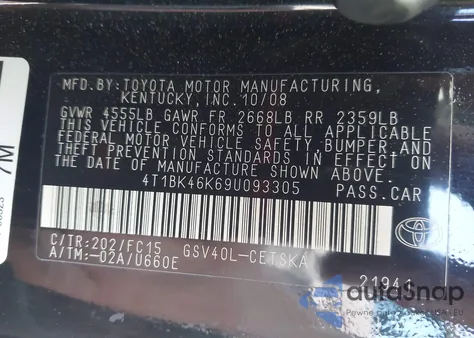 MFD.BY:TOYOTA MOTOR MANUFACTURING,
KENTUCKY,INC.10/08
GVWR 4555LB GAWR FR 2668LB RR 2359LB
THIS VEHICLE CONFORMS TO ALL APPLICABLE
FEDERAL MOTOR VEHICLE SAFETY,BUMPER,AND
THEFT PREVENTION STANDARDS IN EFFECT
ON THE DATE OF MANUFACTURE SHOWN ABOVE.
4T1BK46K69U093305 PASS.CAR
C/TR:202/FC15 GSV40L-CETSKA
A/TM:-02A/U660E
TOYOTA
7M
autoSnap